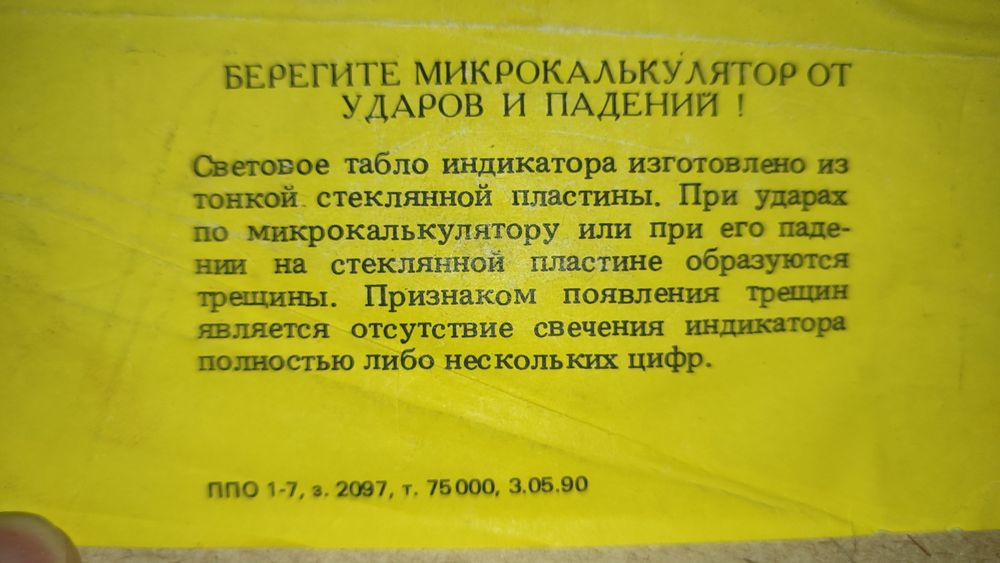 БЕРЕГИТЕ МИКРОКАЛЬКУЛЯТОР ОТ
УДАРОВ И ПАДЕНИЙ !
Световое табло индикатора изготовлено из
тонкой стеклянной пластины. При ударах
по микрокалькулятору или при его паде-
нии на стеклянной пластине образуются
трещины. Признаком появления трещин
является отсутствие свечения индикатора
полностью либо нескольких цифр.
ППО 1-7, з. 2097, т. 75000, 3.05.90